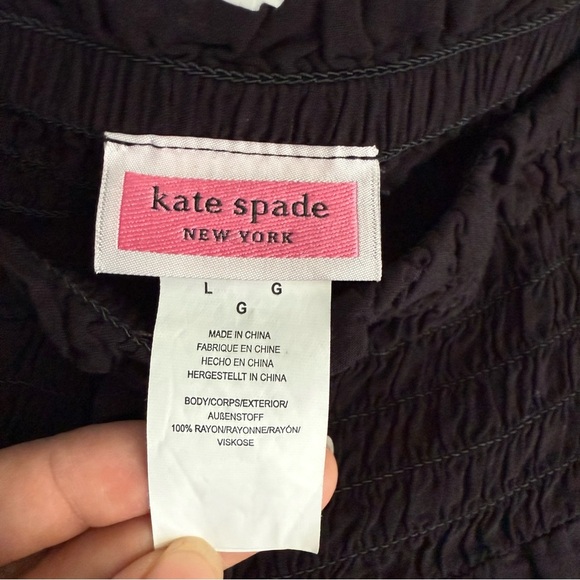 kate spade
NEW YORK
L G
G
MADE IN CHINA
FABRIQUE EN CHINE
HECHO EN CHINA
HERGESTELLT IN CHINA
BODY/CORPS/EXTERIOR/
AUßENSTOFF
100% RAYON/RAYONNE/RAYÓN/
VISKOSE